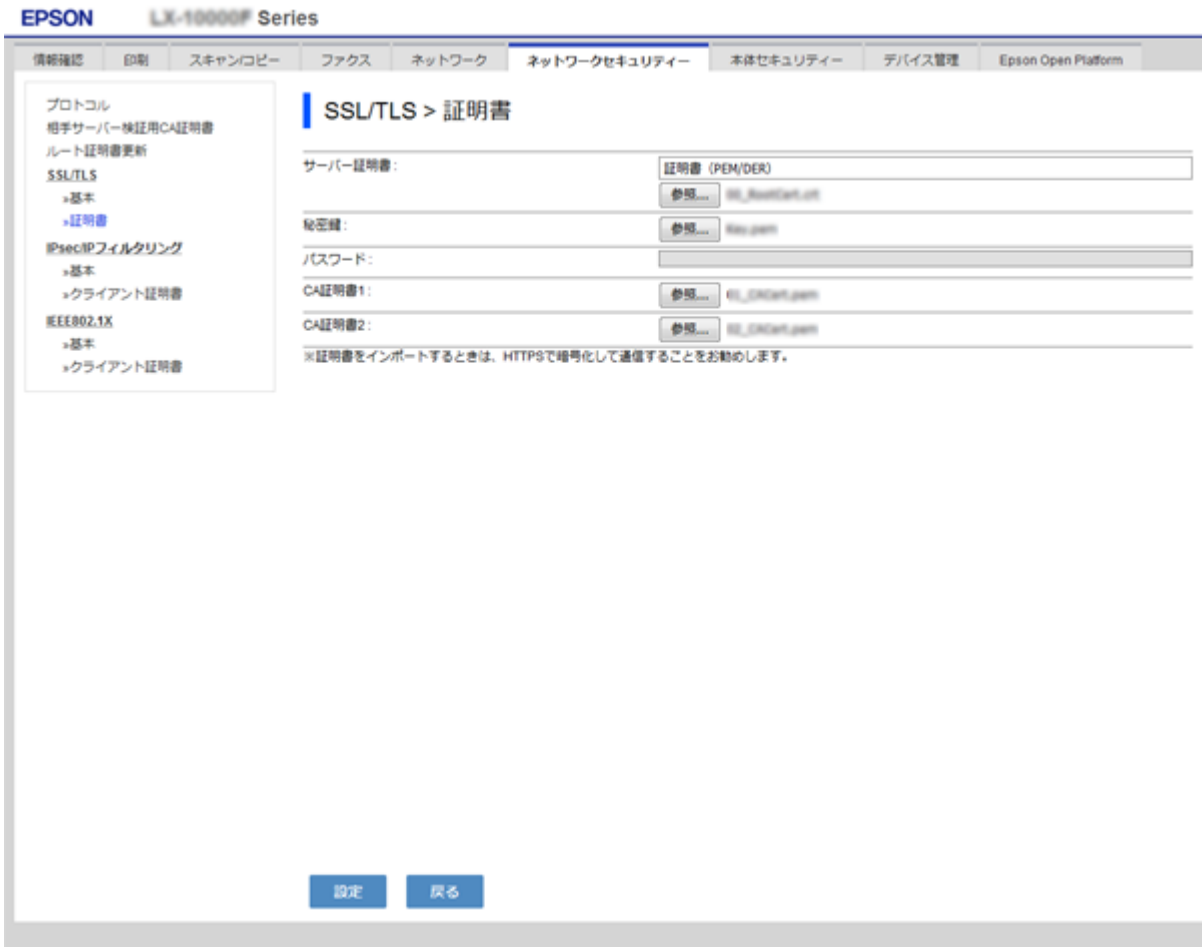 EPSON LX-10000F Series
情報確認 印刷 スキャン/コピー ファクス ネットワーク ネットワークセキュリティー 本体セキュリティー デバイス管理 Epson Open Platform
プロトコル
相手サーバー検証用CA証明書
ルート証明書更新
SSL/TLS
»基本
»証明書
IPsec/IPフィルタリング
»基本
»クライアント証明書
IEEE802.1X
»基本
»クライアント証明書
SSL/TLS > 証明書
サーバー証明書 : 証明書 (PEM/DER)
参照... 00_RootCert.crt
秘密鍵 : 参照... Key.pem
パスワード :
CA証明書1 : 参照... 01_CACert.pem
CA証明書2 : 参照... 02_CACert.pem
※証明書をインポートするときは、HTTPSで暗号化して通信することをお勧めします。
設定 戻る